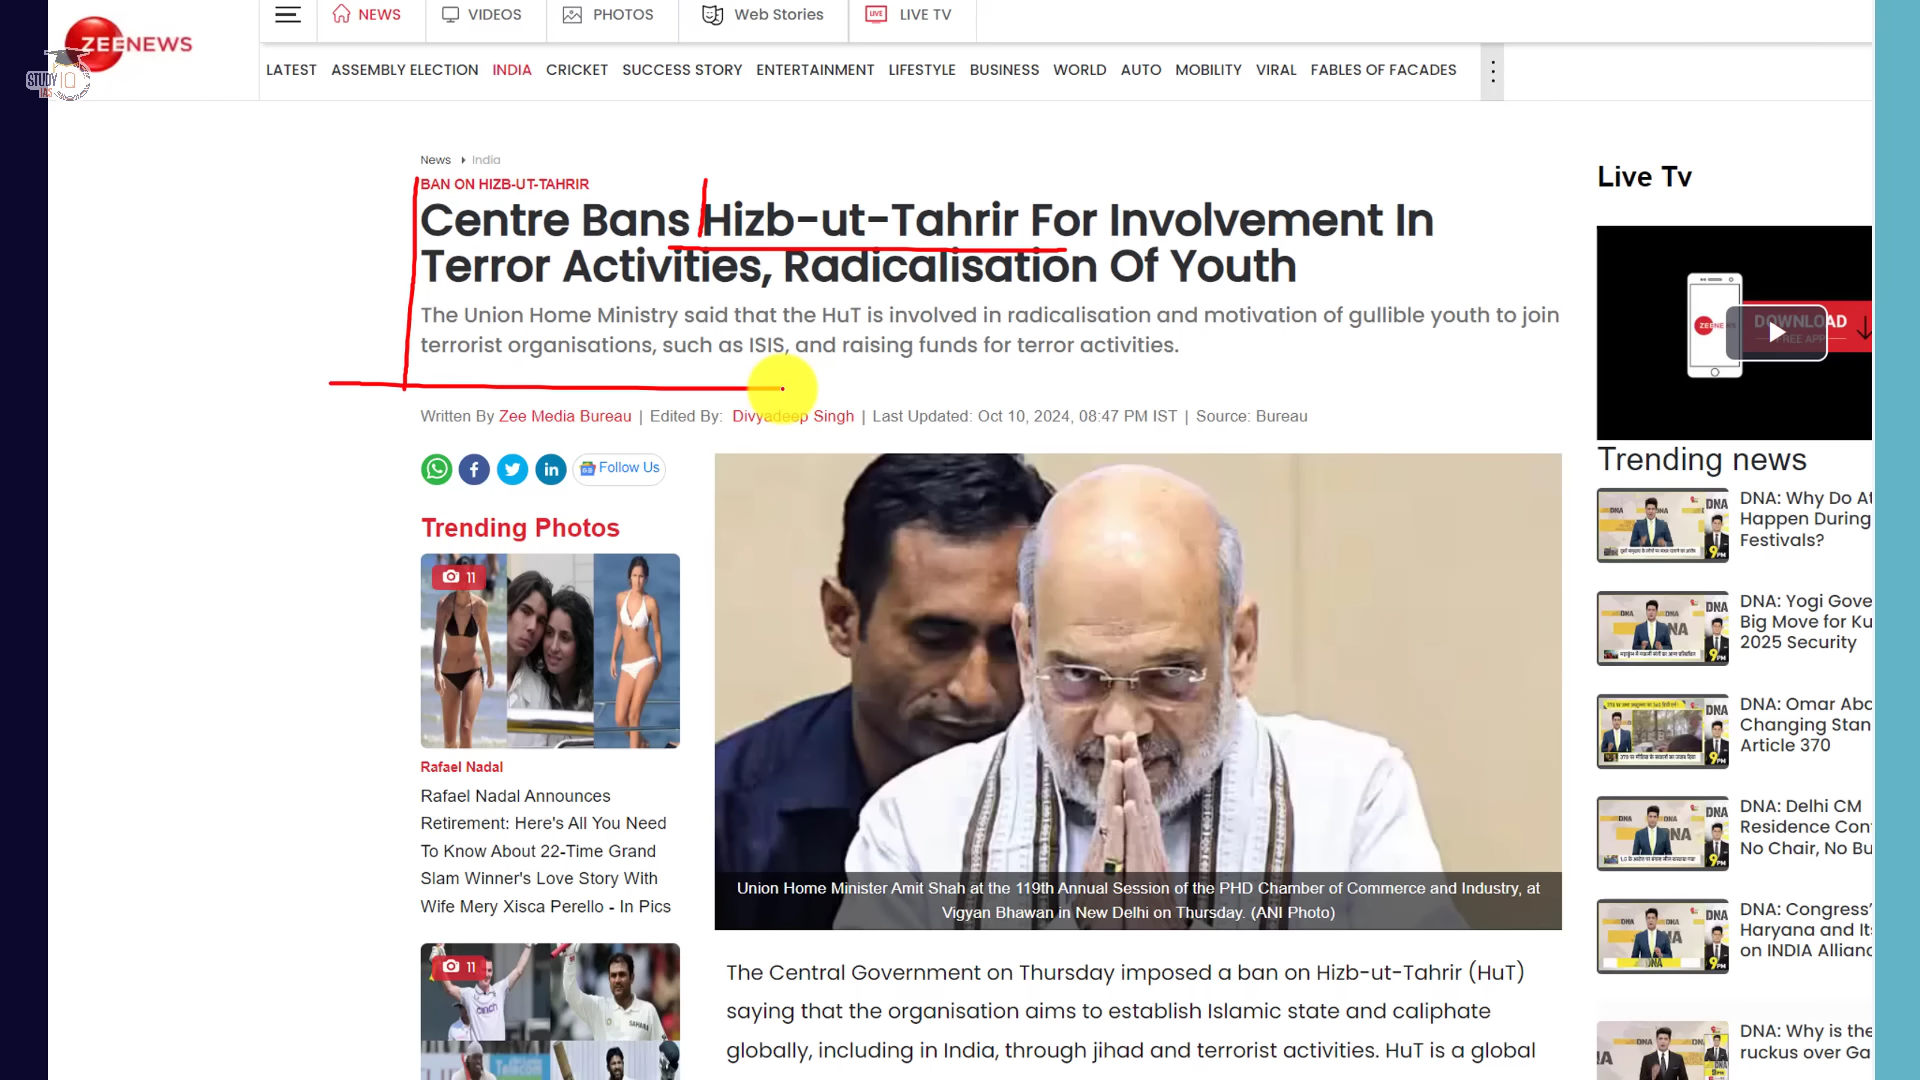 NEWS
VIDEOS
PHOTOS
Web Stories
LIVE
LIVE TV
ZEENEWS
STUDY IQ
IAS
LATEST ASSEMBLY ELECTION INDIA CRICKET SUCCESS STORY ENTERTAINMENT LIFESTYLE BUSINESS WORLD AUTO MOBILITY VIRAL FABLES OF FACADES
News India
BAN ON HIZB-UT-TAHRIR
Centre Bans Hizb-ut-Tahrir For Involvement In
Terror Activities, Radicalisation Of Youth
The Union Home Ministry said that the HuT is involved in radicalisation and motivation of gullible youth to join
terrorist organisations, such as ISIS, and raising funds for terror activities.
Written By Zee Media Bureau | Edited By: Divyadeep Singh | Last Updated: Oct 10, 2024, 08:47 PM IST | Source: Bureau
Follow Us
Trending Photos
11
Rafael Nadal
Rafael Nadal Announces
Retirement: Here's All You Need
To Know About 22-Time Grand
Slam Winner's Love Story With
Wife Mery Xisca Perello - In Pics
11
cinch
SAHARA
Union Home Minister Amit Shah at the 119th Annual Session of the PHD Chamber of Commerce and Industry, at
Vigyan Bhawan in New Delhi on Thursday. (ANI Photo)
The Central Government on Thursday imposed a ban on Hizb-ut-Tahrir (HuT)
saying that the organisation aims to establish Islamic state and caliphate
globally, including in India, through jihad and terrorist activities. HuT is a global
Live Tv
ZEENE
DOWNLOAD
FREE APP
Trending news
DNA: Why Do At
Happen During
Festivals?
DNA: Yogi Gove
Big Move for Ku
2025 Security
DNA: Omar Abd
Changing Stan
Article 370
DNA: Delhi CM
Residence Con
No Chair, No Bu
DNA: Congress'
Haryana and It
on INDIA Allianc
DNA: Why is the
ruckus over Ga